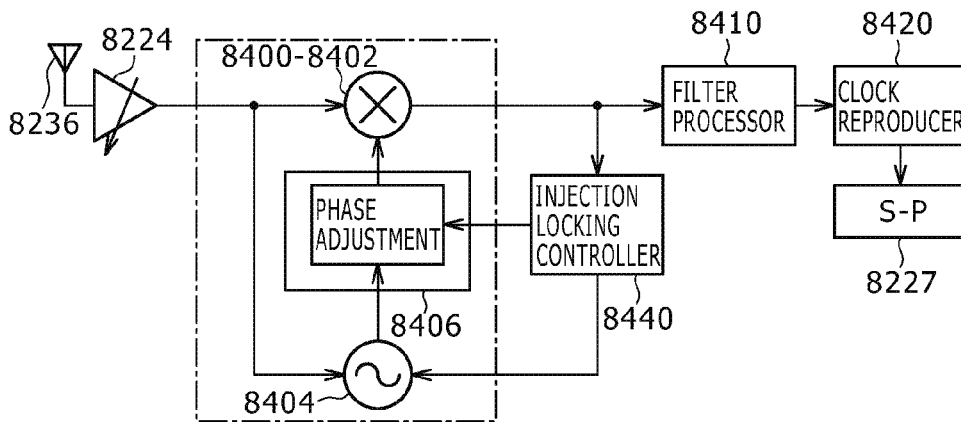 8224
8236
8400-8402
8410
8420
FILTER
PROCESSOR
CLOCK
REPRODUCER
PHASE
ADJUSTMENT
INJECTION
LOCKING
CONTROLLER
S-P
8227
8406
8440
8404